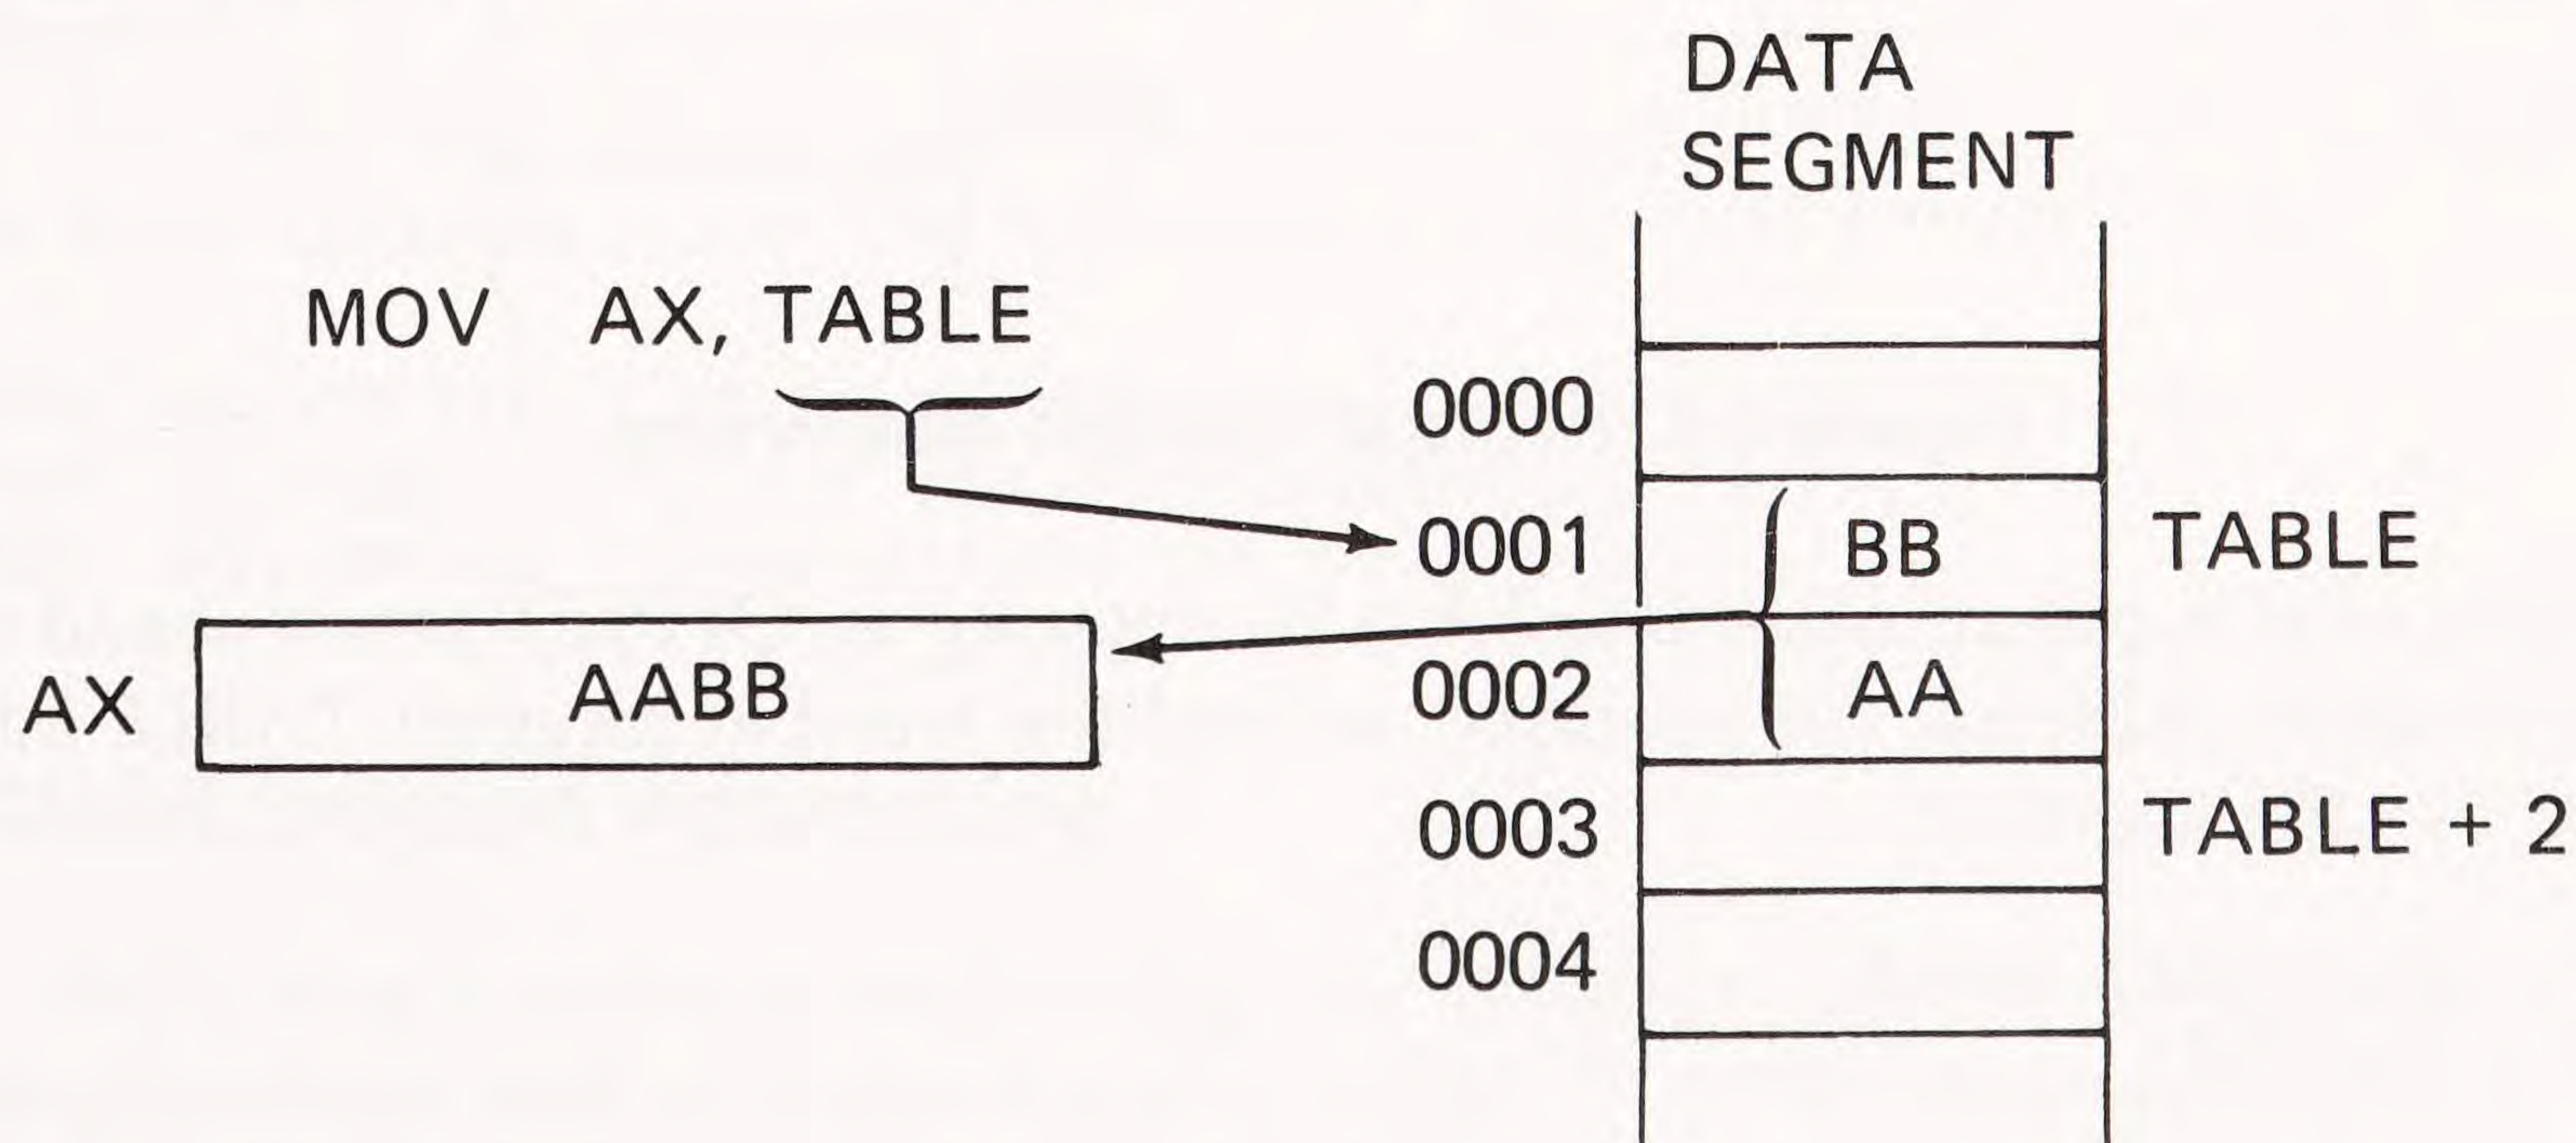 DATA
SEGMENT
MOV AX, TABLE
0000
0001 BB TABLE
AX AABB
0002 AA
0003 TABLE + 2
0004